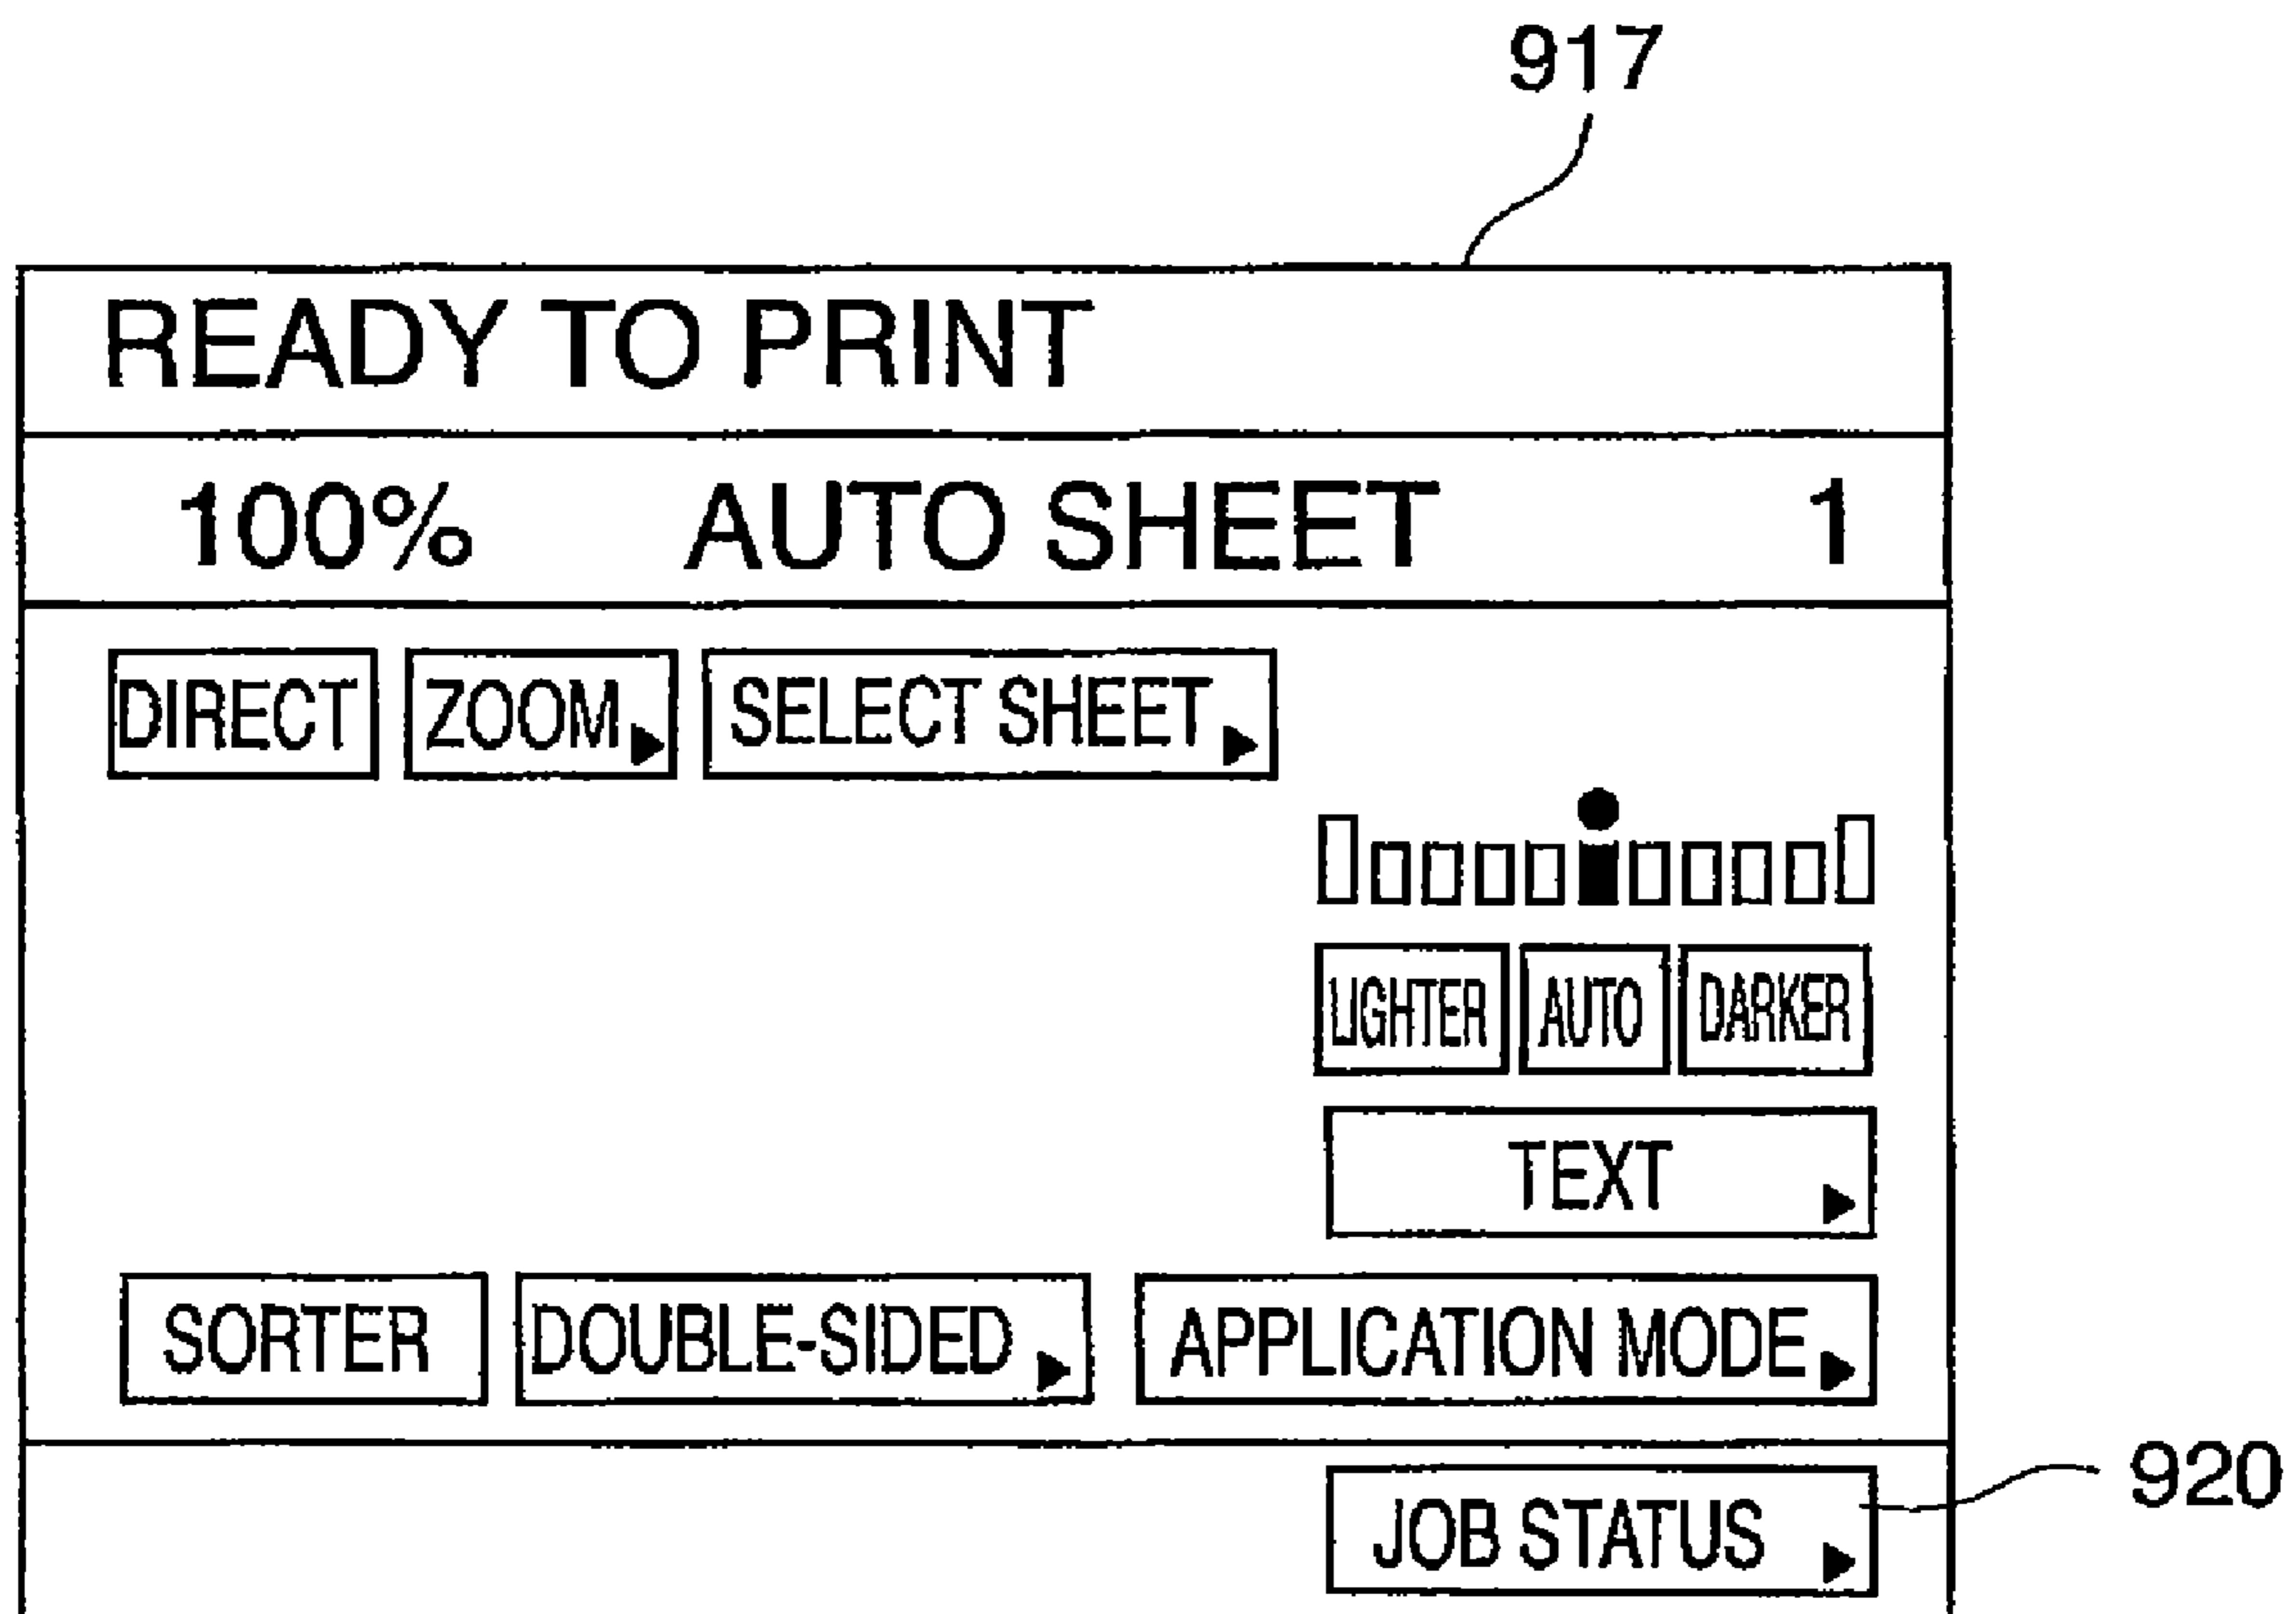 917
READY TO PRINT
100% AUTO SHEET 1
DIRECT ZOOM SELECT SHEET
LIGHTER AUTO DARKER
TEXT
SORTER DOUBLE-SIDED APPLICATION MODE
JOB STATUS 920